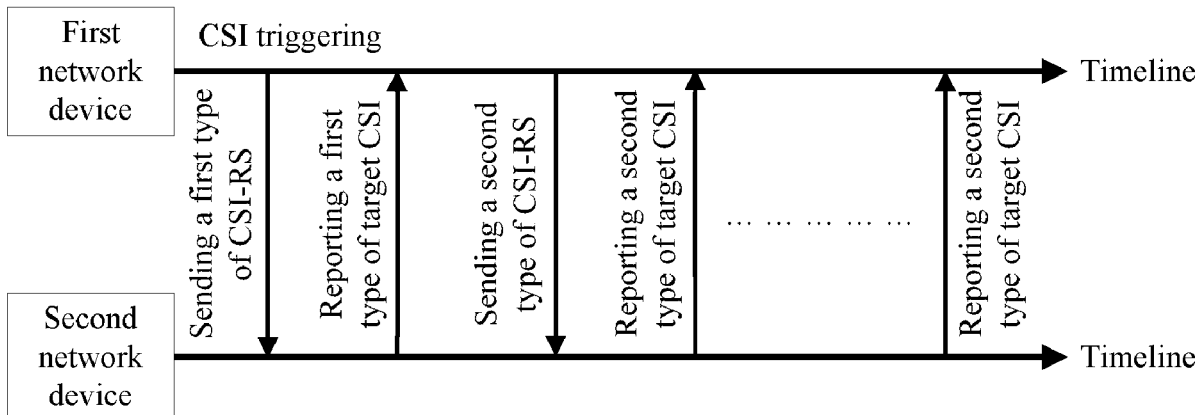 First
network
device
CSI triggering
Timeline
Sending a first type
of CSI-RS
Reporting a first
type of target CSI
Sending a second
type of CSI-RS
Reporting a second
type of target CSI
... ... ... ... ...
Reporting a second
type of target CSI
Second
network
device
Timeline